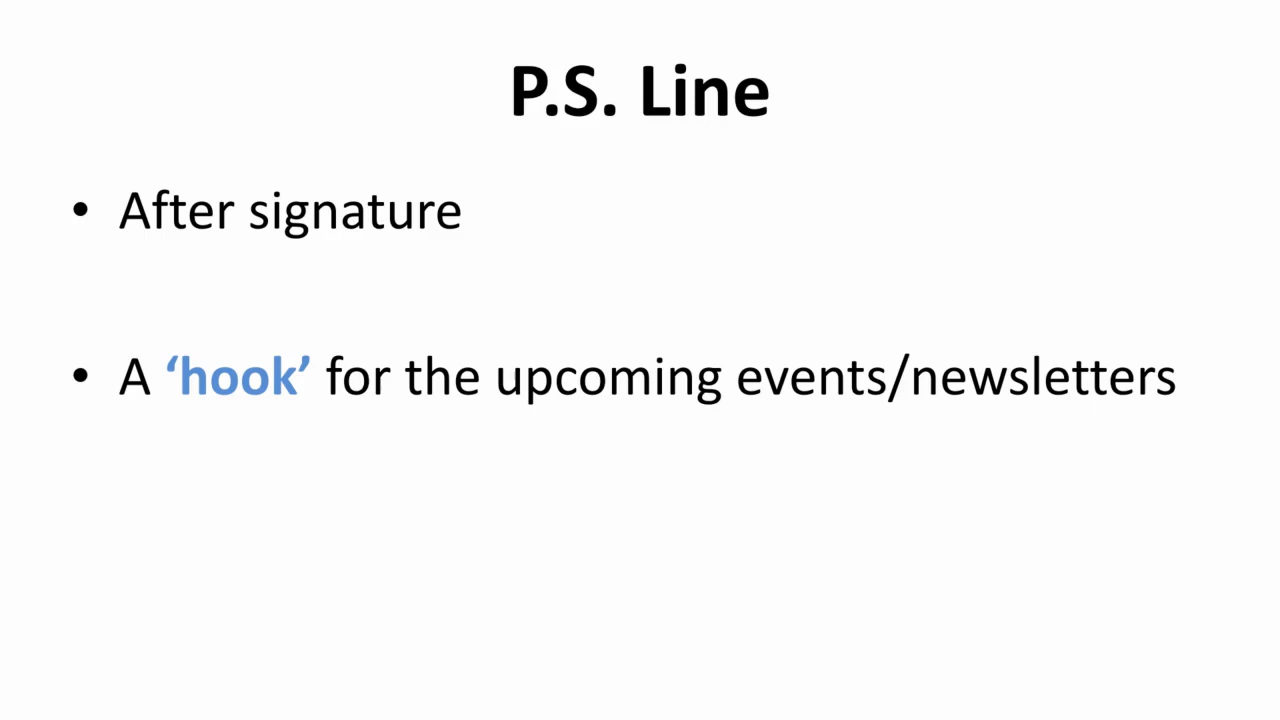 P.S. Line
• After signature
• A ‘hook’ for the upcoming events/newsletters